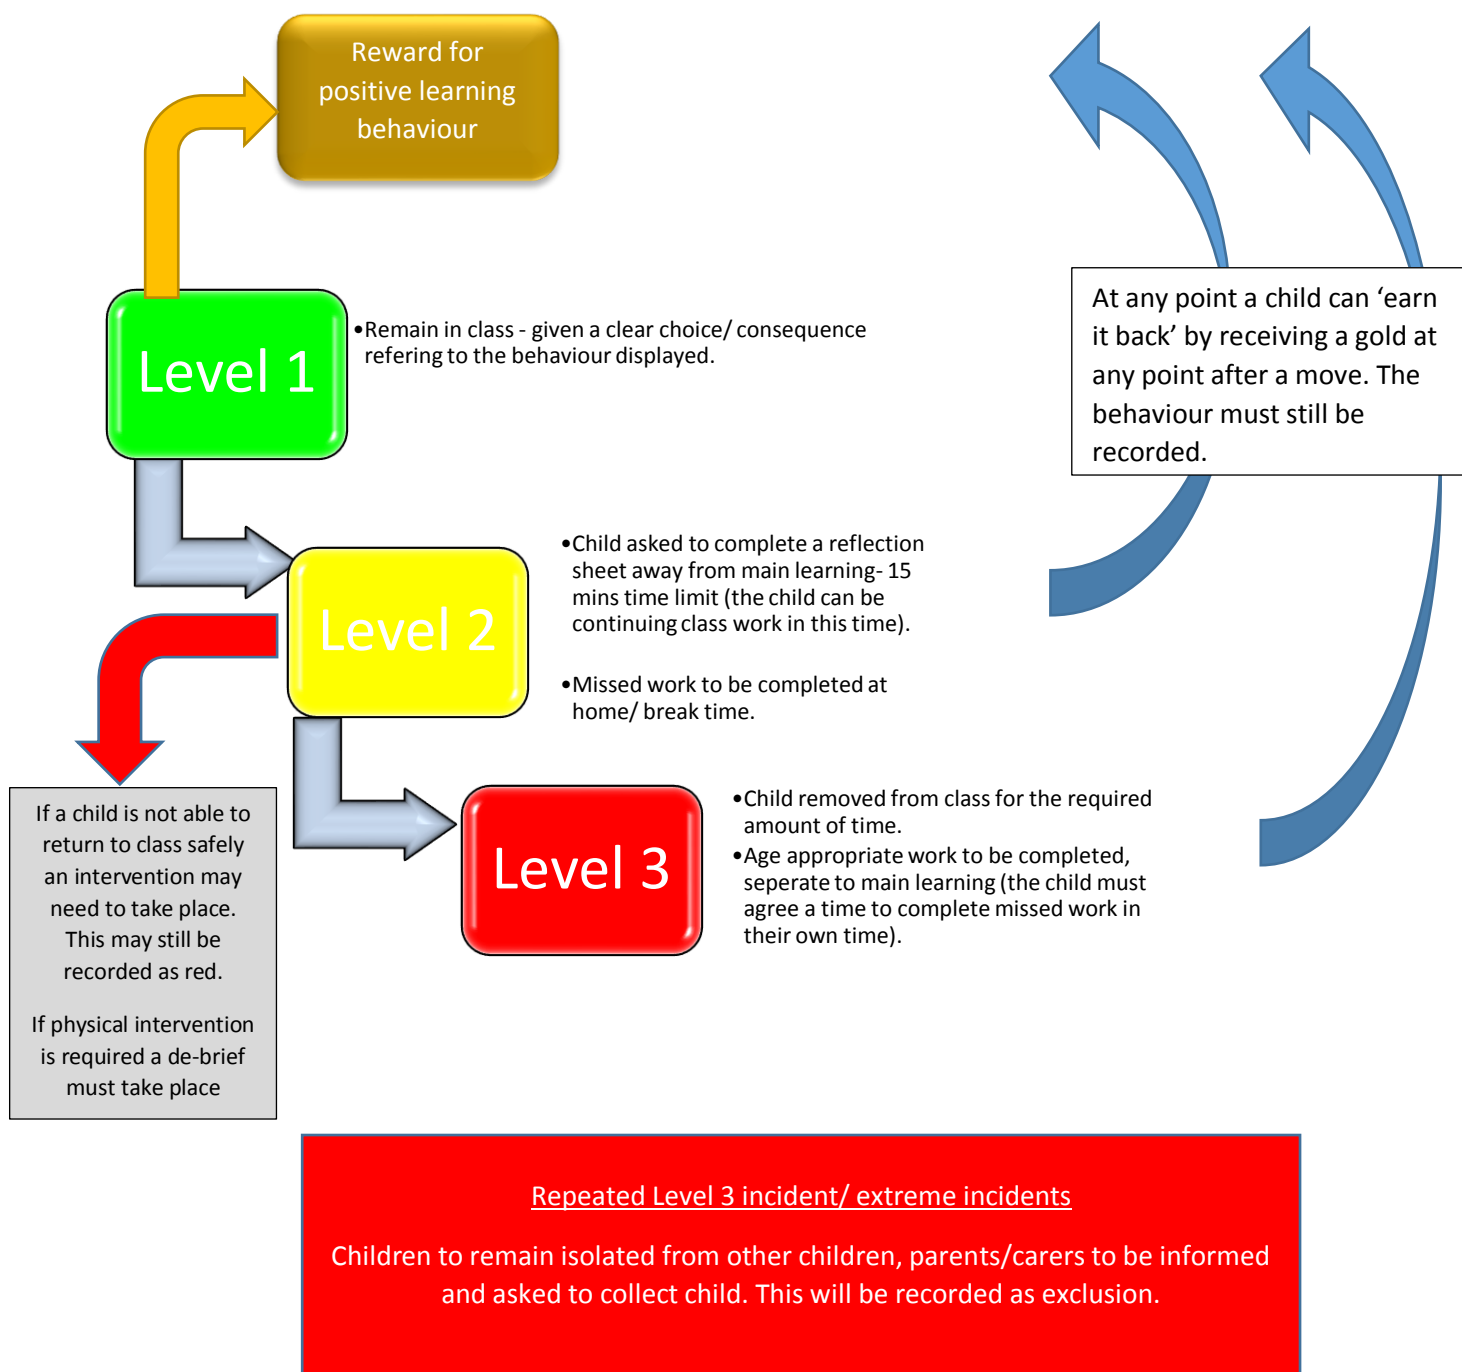 Reward for
positive learning
behaviour
Level 1
•Remain in class - given a clear choice/ consequence
refering to the behaviour displayed.
At any point a child can ‘earn
it back’ by receiving a gold at
any point after a move. The
behaviour must still be
recorded.
Level 2
•Child asked to complete a reflection
sheet away from main learning- 15
mins time limit (the child can be
continuing class work in this time).
•Missed work to be completed at
home/ break time.
If a child is not able to
return to class safely
an intervention may
need to take place.
This may still be
recorded as red.
If physical intervention
is required a de-brief
must take place
Level 3
•Child removed from class for the required
amount of time.
•Age appropriate work to be completed,
seperate to main learning (the child must
agree a time to complete missed work in
their own time).
Repeated Level 3 incident/ extreme incidents
Children to remain isolated from other children, parents/carers to be informed
and asked to collect child. This will be recorded as exclusion.